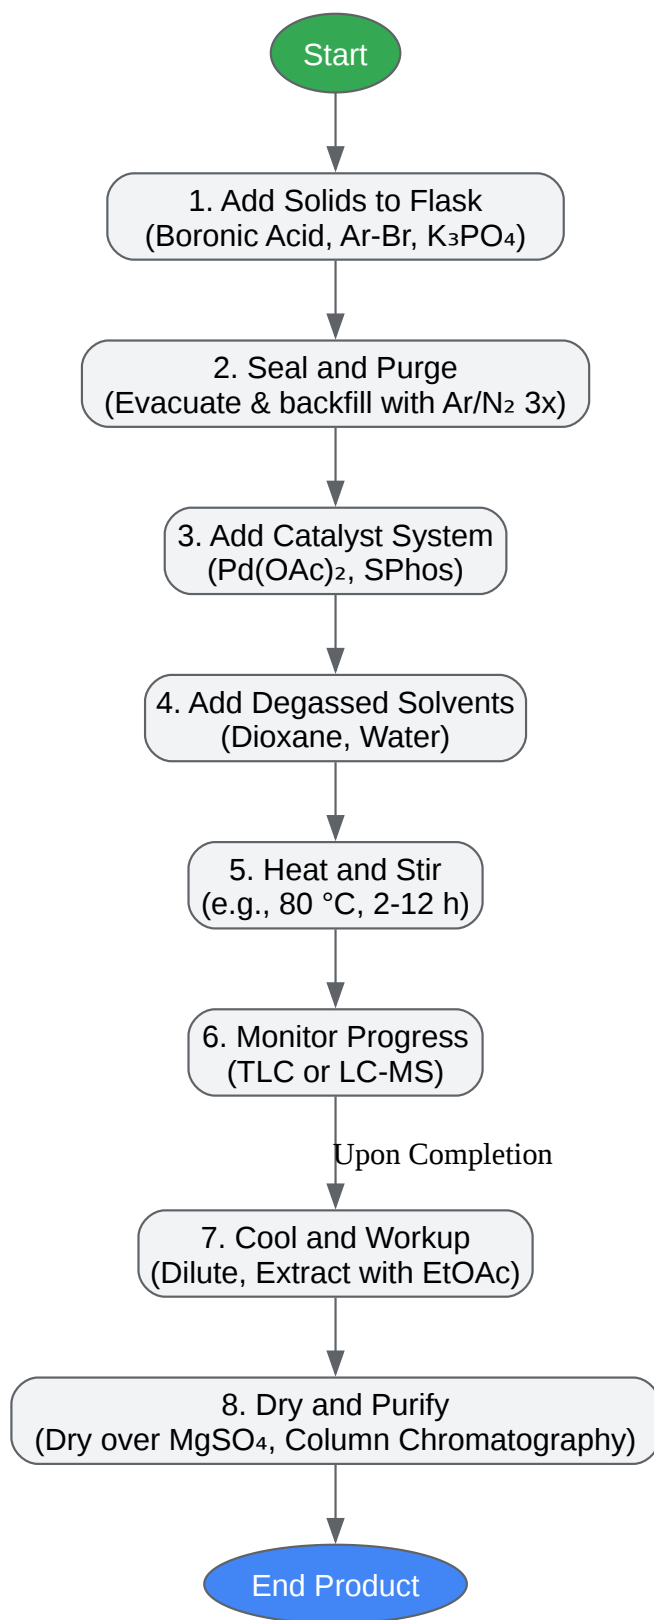 Start
1. Add Solids to Flask
(Boronic Acid, Ar-Br, K₃PO₄)
2. Seal and Purge
(Evacuate & backfill with Ar/N₂ 3x)
3. Add Catalyst System
(Pd(OAc)₂, SPhos)
4. Add Degassed Solvents
(Dioxane, Water)
5. Heat and Stir
(e.g., 80 °C, 2-12 h)
6. Monitor Progress
(TLC or LC-MS)
Upon Completion
7. Cool and Workup
(Dilute, Extract with EtOAc)
8. Dry and Purify
(Dry over MgSO₄, Column Chromatography)
End Product